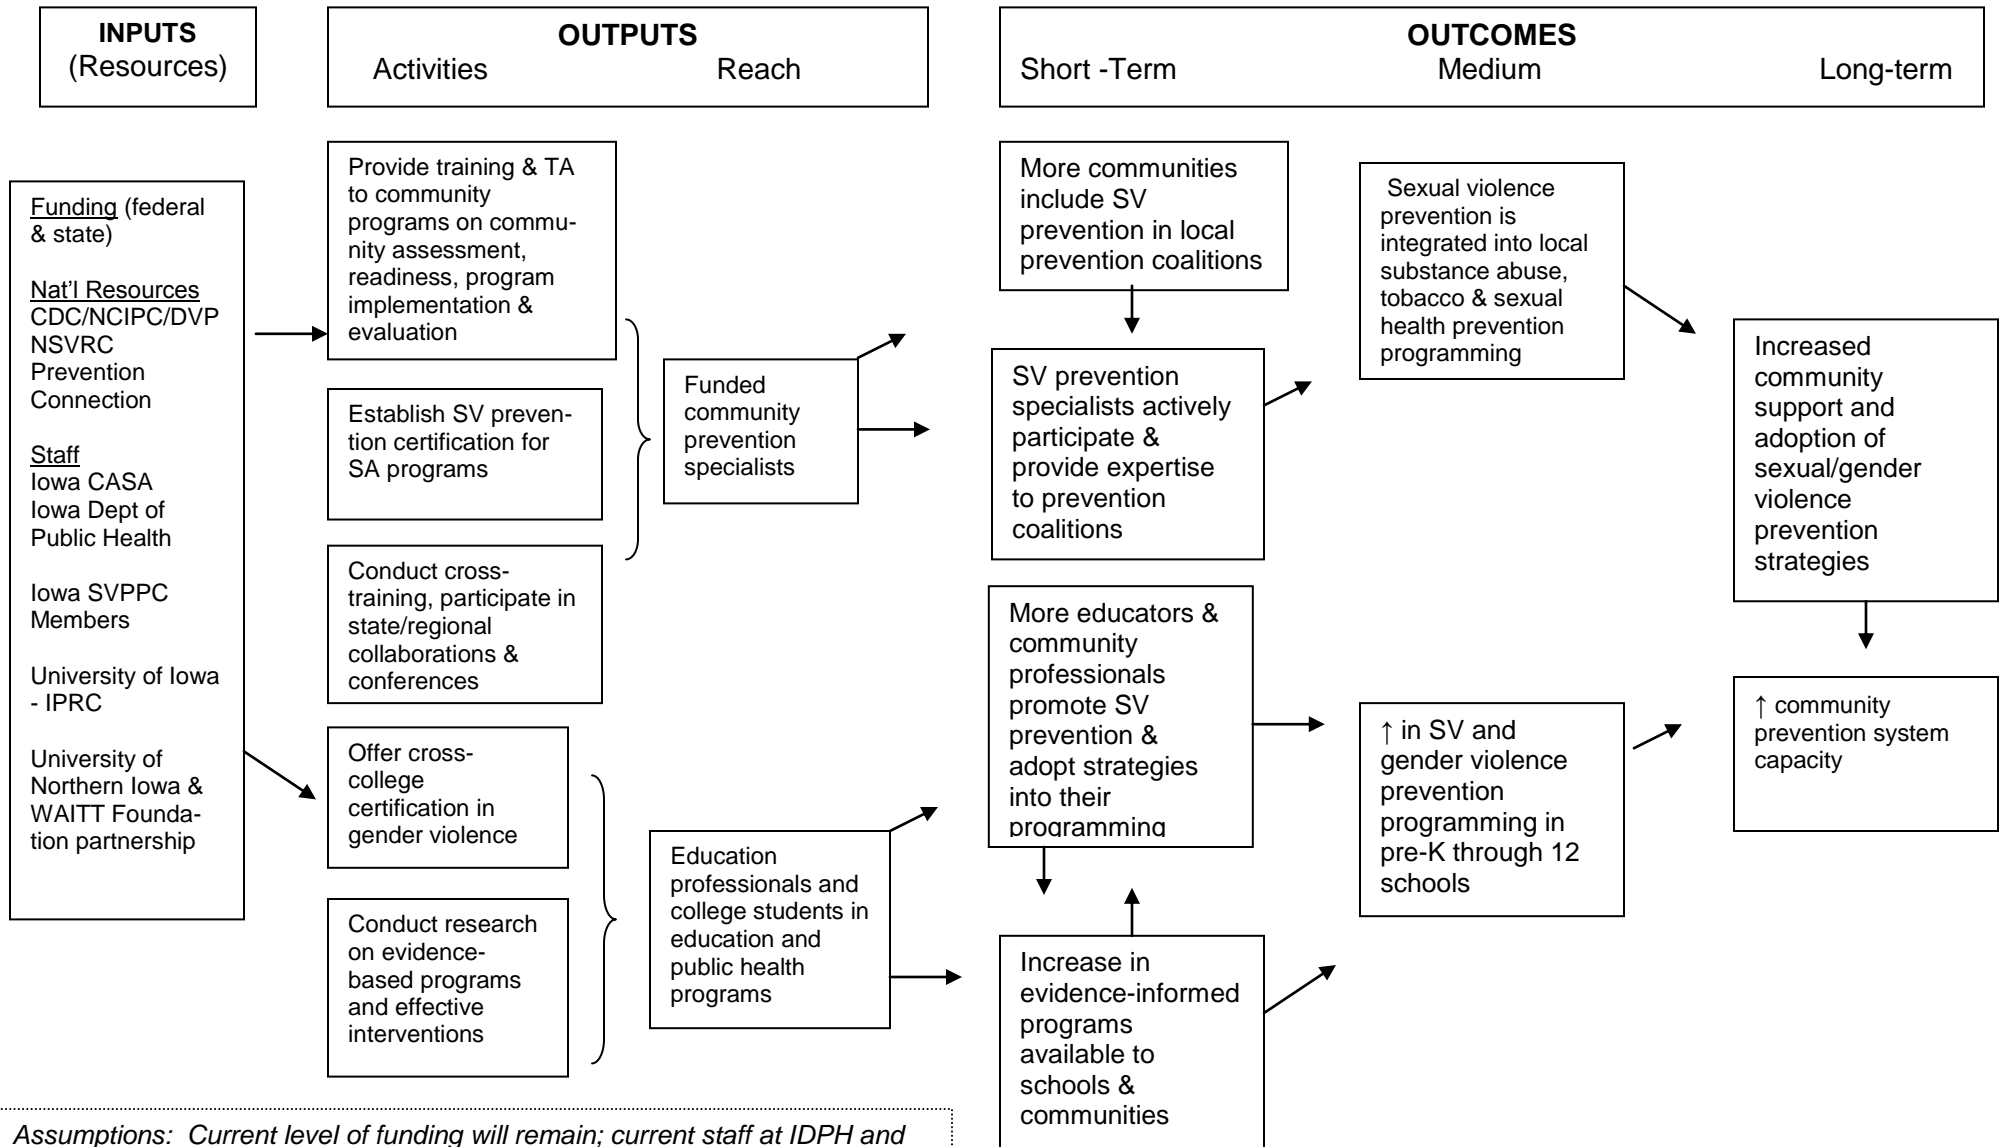 INPUTS
(Resources)
OUTPUTS
Activities Reach
OUTCOMES
Short -Term Medium Long-term
Funding (federal
& state)
Nat'l Resources
CDC/NCIPC/DVP
NSVRC
Prevention
Connection
Staff
Iowa CASA
Iowa Dept of
Public Health
Iowa SVPPC
Members
University of Iowa
- IPRC
University of
Northern Iowa &
WAITT Founda-
tion partnership
Provide training & TA
to community
programs on commu-
nity assessment,
readiness, program
implementation &
evaluation
Establish SV preven-
tion certification for
SA programs
Conduct cross-
training, participate in
state/regional
collaborations &
conferences
Offer cross-
college
certification in
gender violence
Conduct research
on evidence-
based programs
and effective
interventions
Funded
community
prevention
specialists
Education
professionals and
college students in
education and
public health
programs
More communities
include SV
prevention in local
prevention coalitions
SV prevention
specialists actively
participate &
provide expertise
to prevention
coalitions
More educators &
community
professionals
promote SV
prevention &
adopt strategies
into their
programming
Increase in
evidence-informed
programs
available to
schools &
communities
Sexual violence
prevention is
integrated into local
substance abuse,
tobacco & sexual
health prevention
programming
↑ in SV and
gender violence
prevention
programming in
pre-K through 12
schools
Increased
community
support and
adoption of
sexual/gender
violence
prevention
strategies
↑ community
prevention system
capacity
Assumptions: Current level of funding will remain; current staff at IDPH and